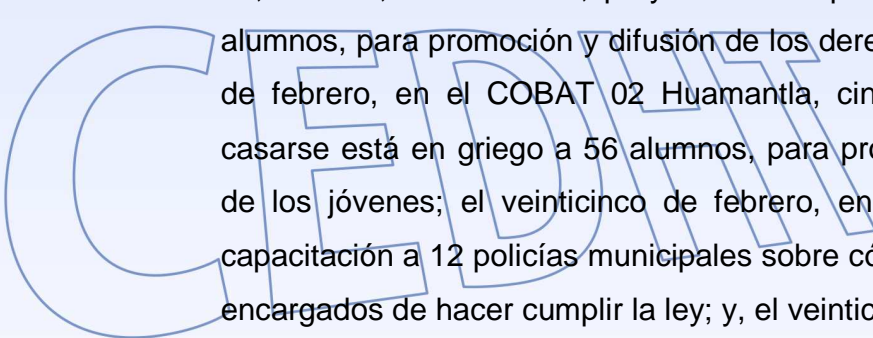 alumnos, para promoción y difusión de los dere
de febrero, en el COBAT 02 Huamantla, cin
casarse está en griego a 56 alumnos, para pro
de los jóvenes; el veinticinco de febrero, en
capacitación a 12 policías municipales sobre có
encargados de hacer cumplir la ley; y, el veintic
CEDHT